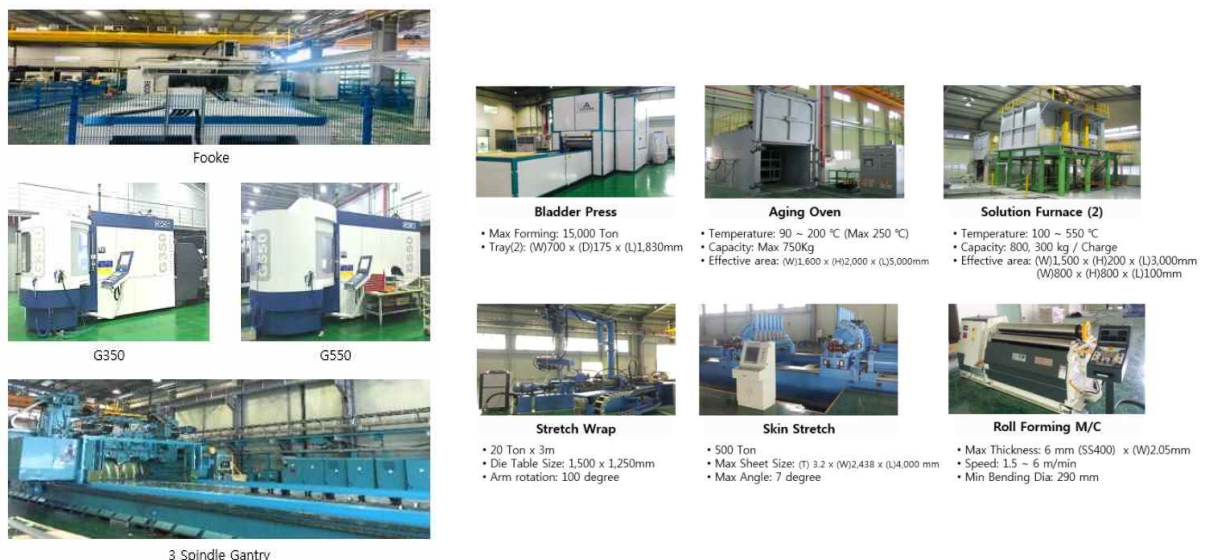 Fooke
G350
G550
3 Spindle Gantry
Bladder Press
• Max Forming: 15,000 Ton
• Tray(2): (W)700 x (D)175 x (L)1,830mm
Aging Oven
• Temperature: 90 ~ 200 ℃ (Max 250 ℃)
• Capacity: Max 750Kg
• Effective area: (W)1,600 x (H)2,000 x (L)5,000mm
Solution Furnace (2)
• Temperature: 100 ~ 550 ℃
• Capacity: 800, 300 kg / Charge
• Effective area: (W)1,500 x (H)200 x (L)3,000mm
(W)800 x (H)800 x (L)100mm
Stretch Wrap
• 20 Ton x 3m
• Die Table Size: 1,500 x 1,250mm
• Arm rotation: 100 degree
Skin Stretch
• 500 Ton
• Max Sheet Size: (T) 3.2 x (W)2,438 x (L)4,000 mm
• Max Angle: 7 degree
Roll Forming M/C
• Max Thickness: 6 mm (SS400) x (W)2.05mm
• Speed: 1.5 ~ 6 m/min
• Min Bending Dia: 290 mm